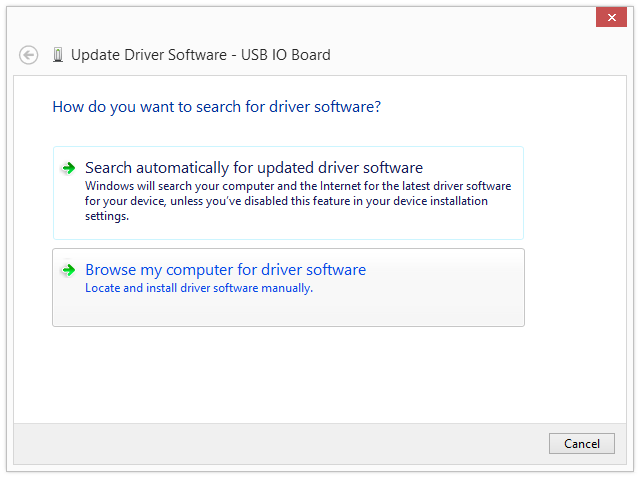 Update Driver Software - USB IO Board
How do you want to search for driver software?
Search automatically for updated driver software
Windows will search your computer and the Internet for the latest driver software
for your device, unless you've disabled this feature in your device installation
settings.
Browse my computer for driver software
Locate and install driver software manually.
Cancel